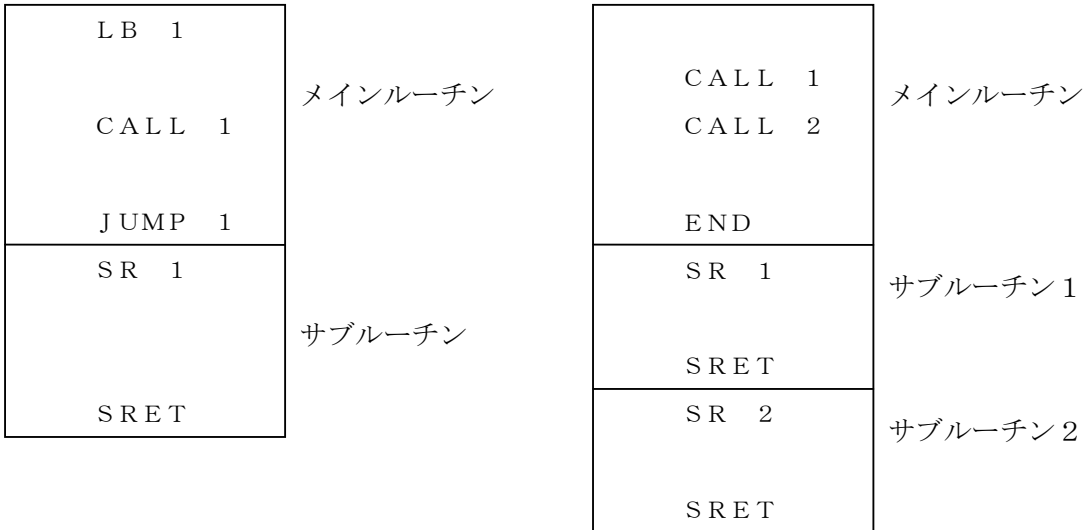 ＬＢ　１
メインルーチン
ＣＡＬＬ　１
ＪＵＭＰ　１
ＳＲ　１
サブルーチン
ＳＲＥＴ
ＣＡＬＬ　１
メインルーチン
ＣＡＬＬ　２
ＥＮＤ
ＳＲ　１
サブルーチン１
ＳＲＥＴ
ＳＲ　２
サブルーチン２
ＳＲＥＴ